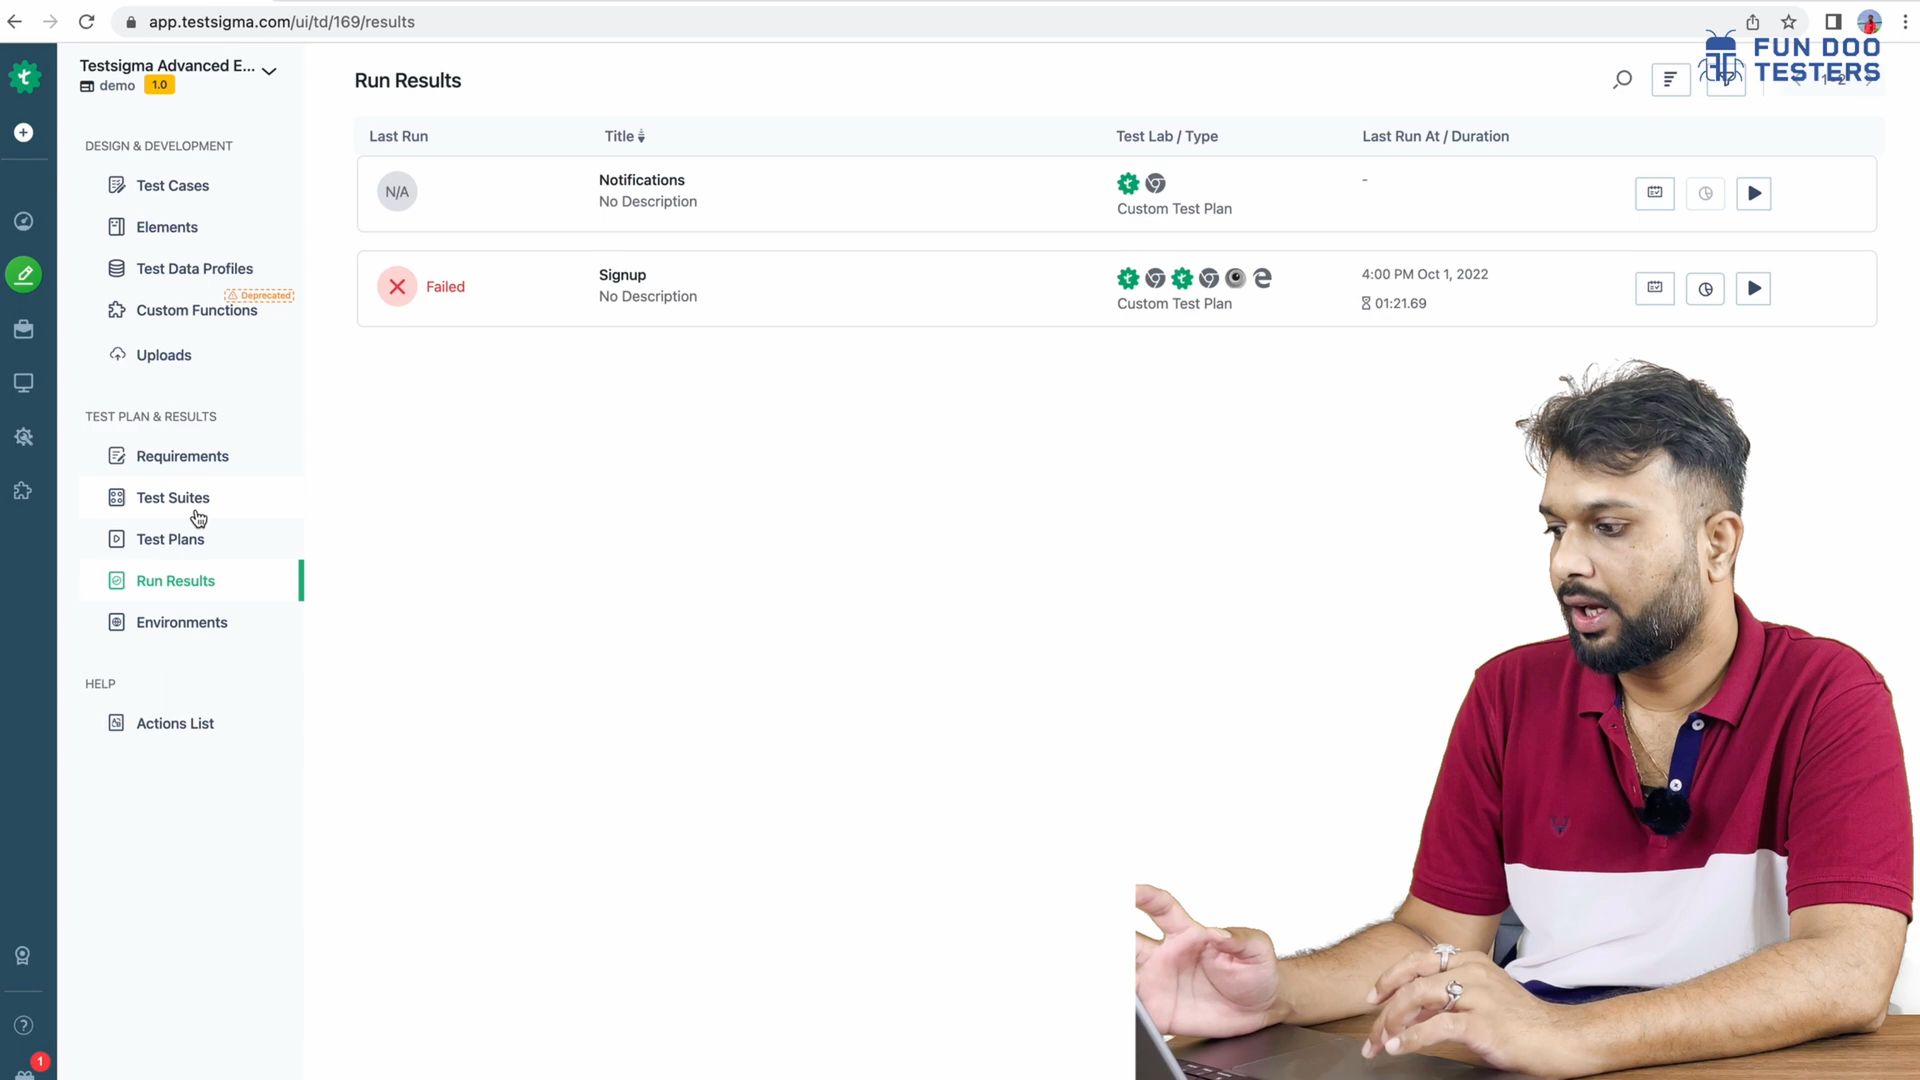 app.testsigma.com/ui/td/169/results
FUN DOO
TESTERS
Testsigma Advanced E...
demo 1.0
Run Results
1-2
DESIGN & DEVELOPMENT
Test Cases
Elements
Test Data Profiles
Deprecated
Custom Functions
Uploads
TEST PLAN & RESULTS
Requirements
Test Suites
Test Plans
Run Results
Environments
HELP
Actions List
1
Last Run Title Test Lab / Type Last Run At / Duration
N/A
Notifications
No Description
Custom Test Plan
-
Failed
Signup
No Description
Custom Test Plan
4:00 PM Oct 1, 2022
01:21.69